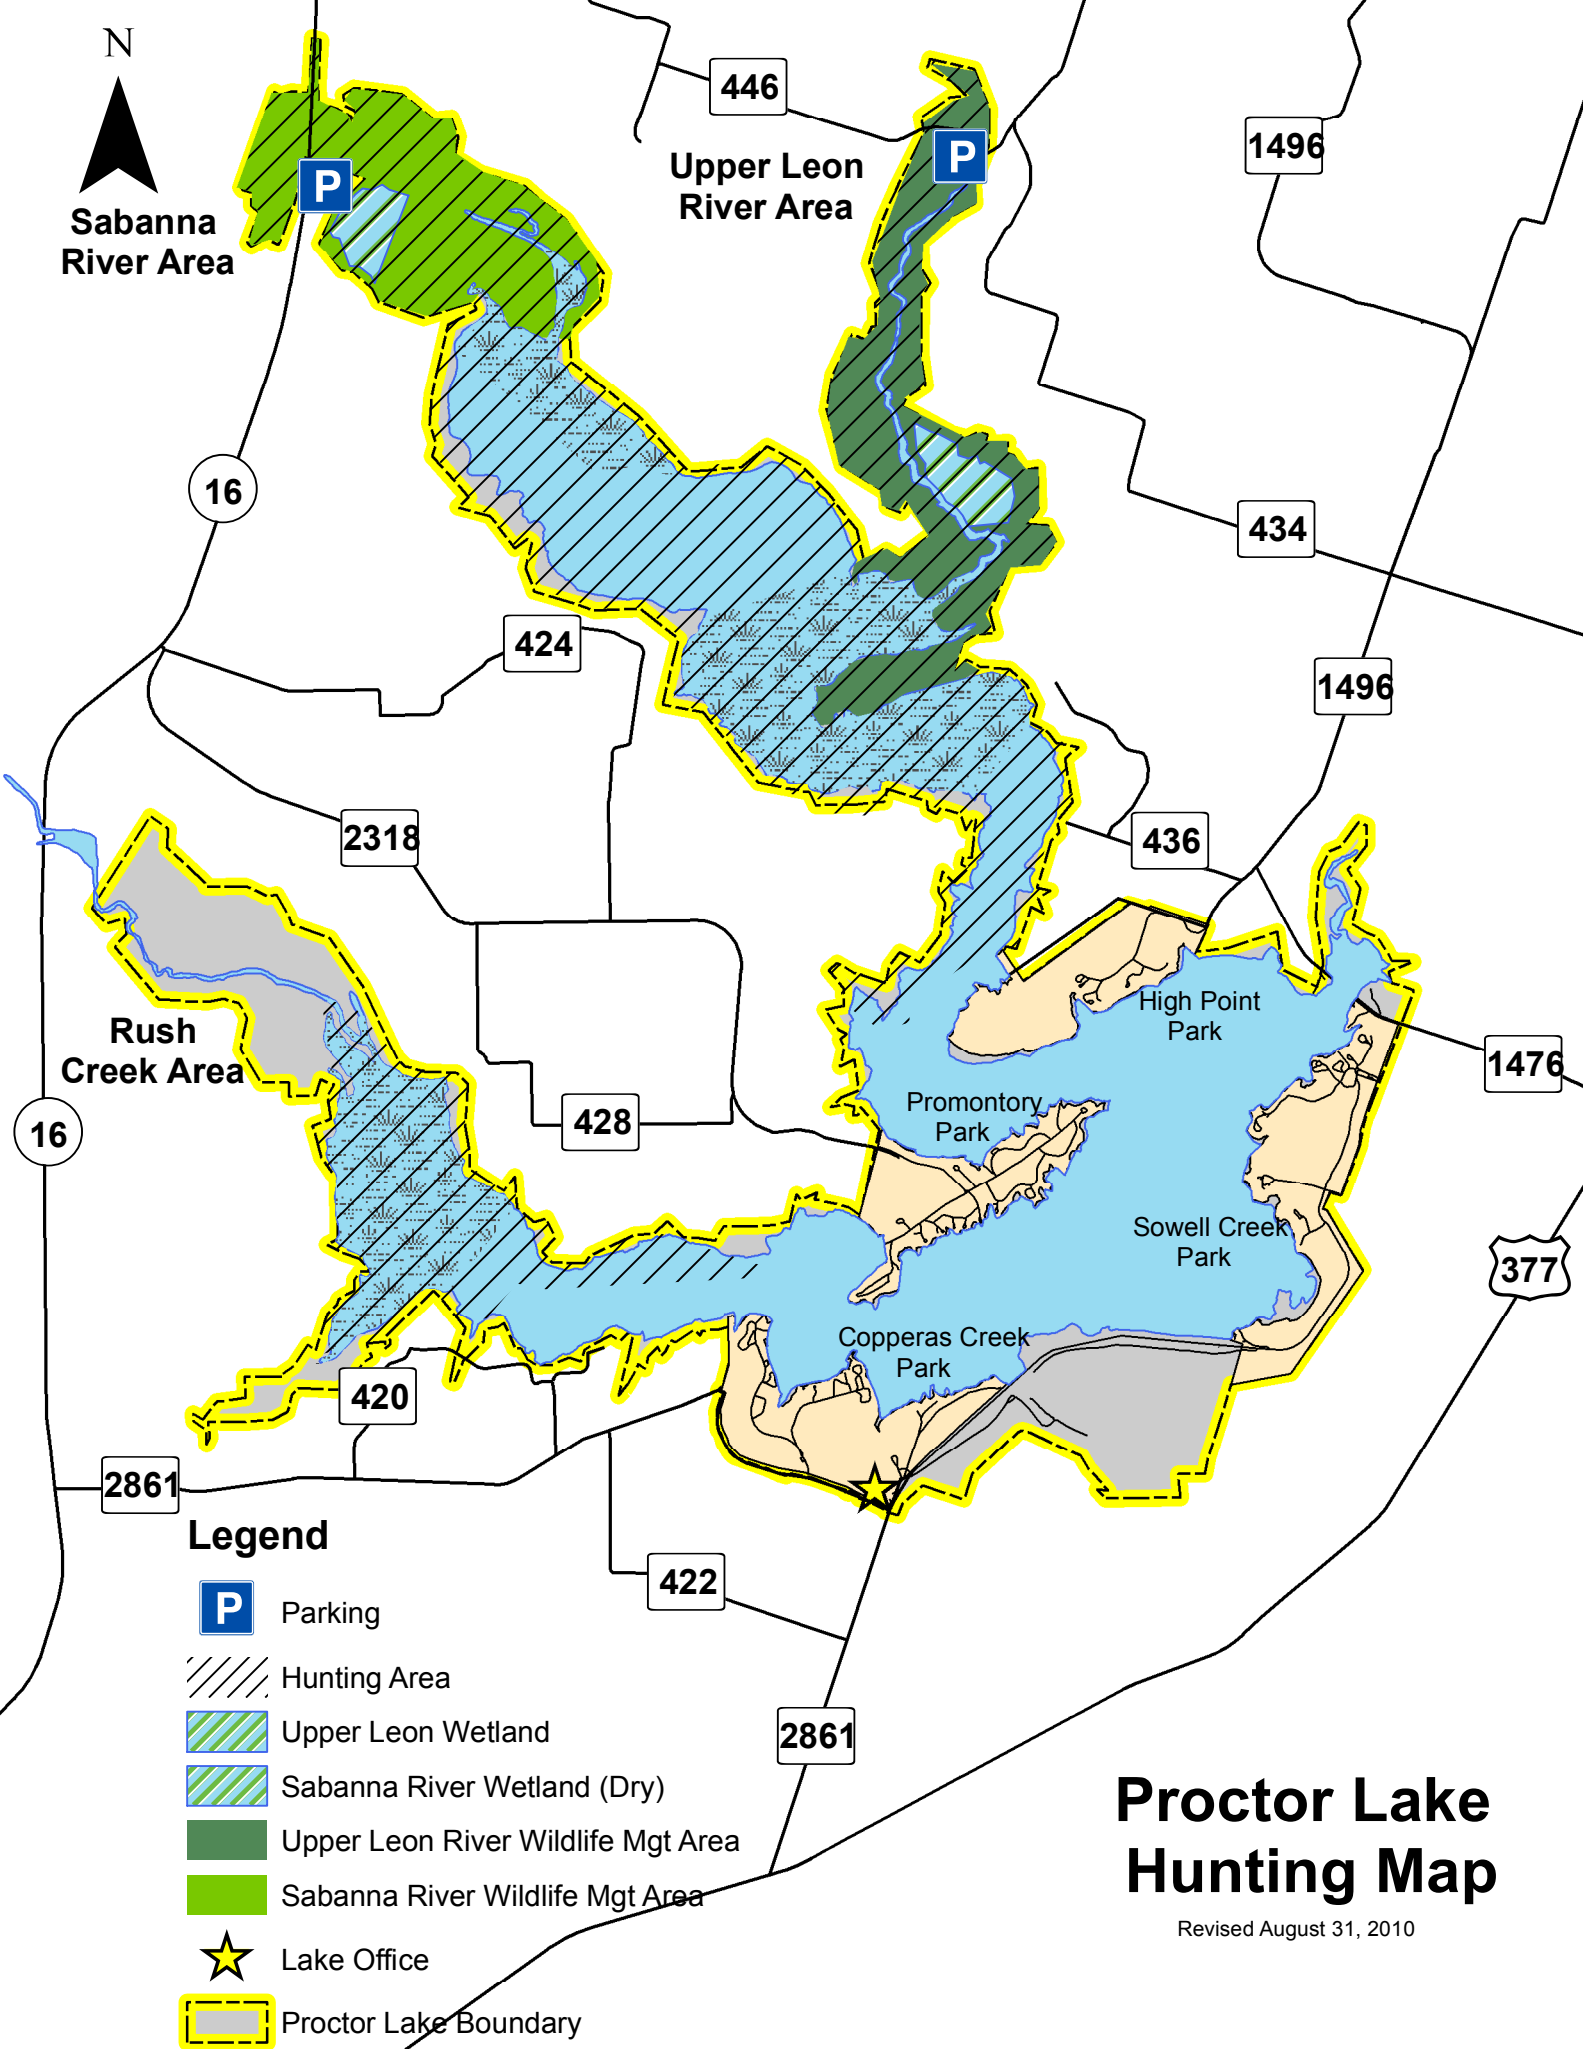 N
446
P
1496
Upper Leon
River Area
P
Sabanna
River Area
16
434
424
1496
2318
436
High Point
Park
Rush
Creek Area
1476
Promontory
Park
428
16
Sowell Creek
Park
377
Copperas Creek
Park
420
2861
Legend
422
P Parking
Hunting Area
Upper Leon Wetland
2861
Sabanna River Wetland (Dry)
Upper Leon River Wildlife Mgt Area
Sabanna River Wildlife Mgt Area
Lake Office
Proctor Lake Boundary
Proctor Lake
Hunting Map
Revised August 31, 2010